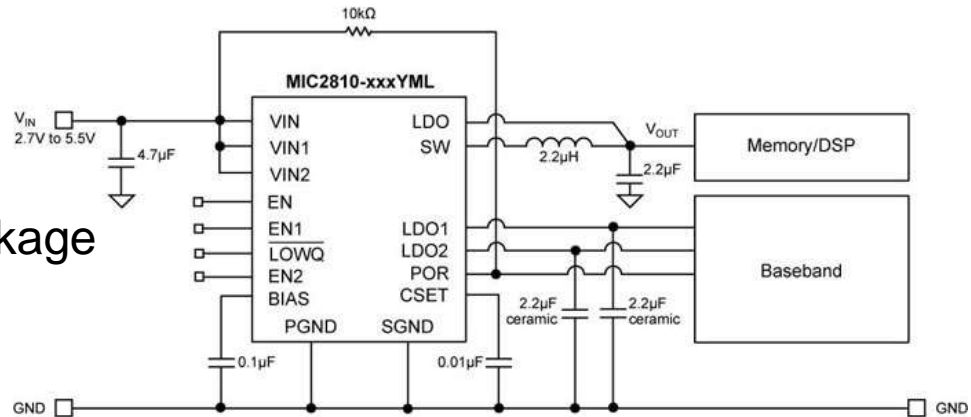 10kΩ
MIC2810-xxxYML
VIN
2.7V to 5.5V
4.7µF
VIN
VIN1
VIN2
EN
EN1
LOWQ
EN2
BIAS
PGND
SGND
LDO
SW
LDO1
LDO2
POR
CSET
2.2µH
VOUT
2.2µF
Memory/DSP
Baseband
2.2µF
ceramic
2.2µF
ceramic
0.1µF
0.01µF
GND
GND
kage